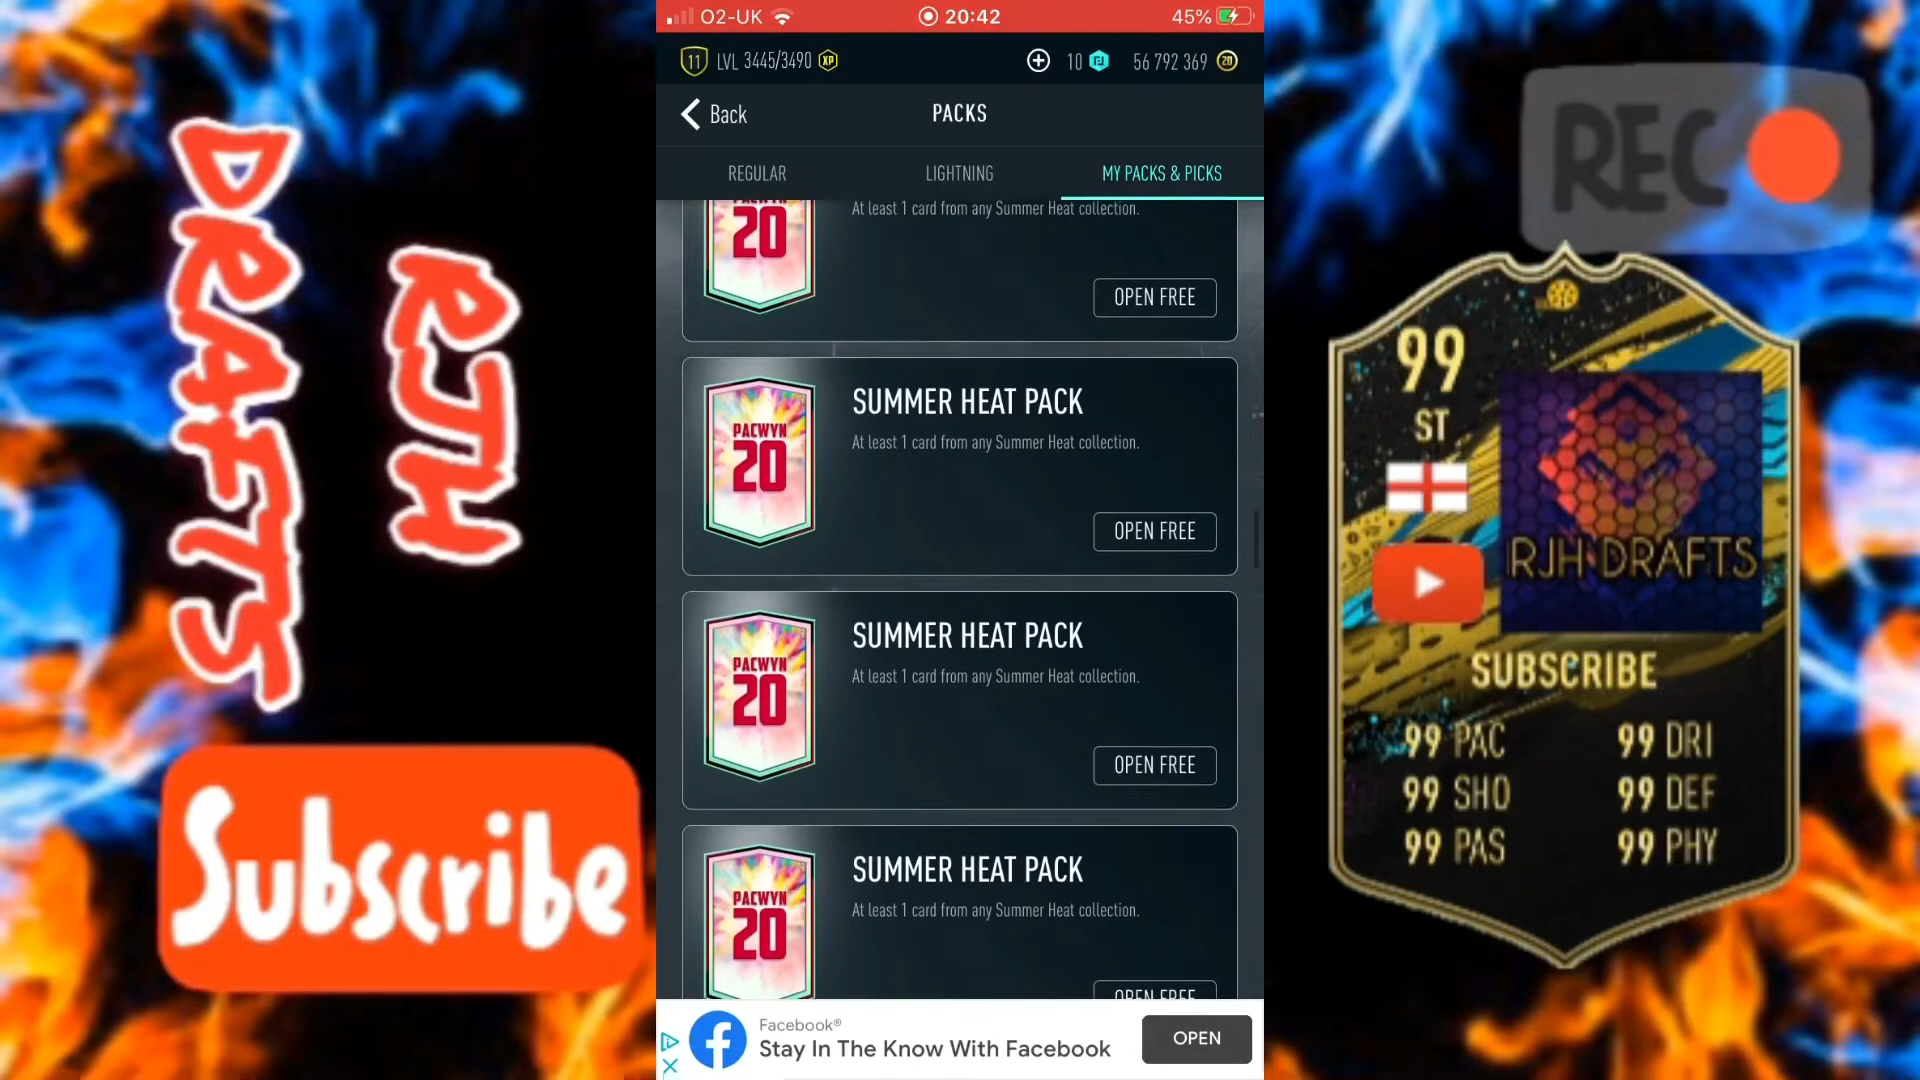 DRAFTS
RJH
Subscribe
O2-UK
20:42
45%
11 LVL 3445/3490 XP
10
56 792 369 20
Back
PACKS
REGULAR
LIGHTNING
MY PACKS & PICKS
PACWYN
20
At least 1 card from any Summer Heat collection.
OPEN FREE
PACWYN
20
SUMMER HEAT PACK
At least 1 card from any Summer Heat collection.
OPEN FREE
PACWYN
20
SUMMER HEAT PACK
At least 1 card from any Summer Heat collection.
OPEN FREE
PACWYN
20
SUMMER HEAT PACK
At least 1 card from any Summer Heat collection.
OPEN FREE
Facebook®
Stay In The Know With Facebook
OPEN
REC
99
ST
RJH DRAFTS
SUBSCRIBE
99 PAC 99 DRI
99 SHO 99 DEF
99 PAS 99 PHY